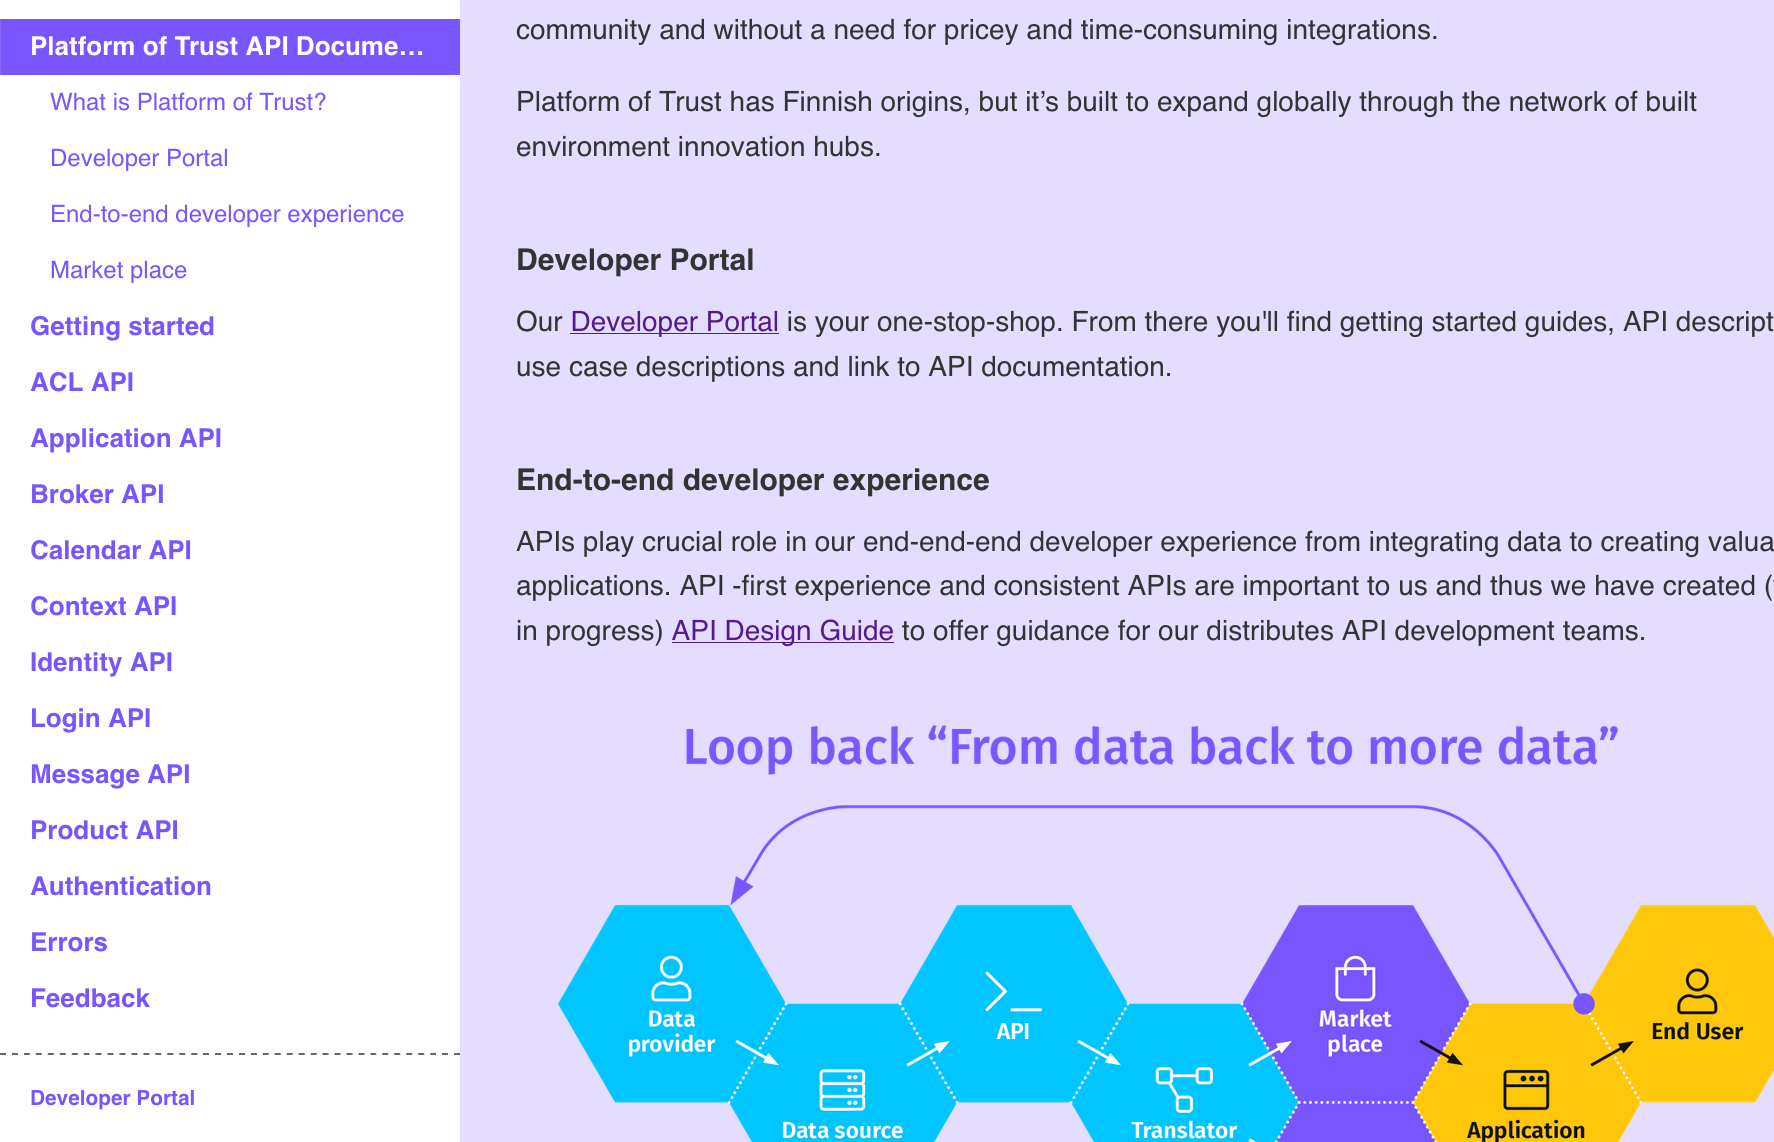 Platform of Trust API Docume...
What is Platform of Trust?
Developer Portal
End-to-end developer experience
Market place
Getting started
ACL API
Application API
Broker API
Calendar API
Context API
Identity API
Login API
Message API
Product API
Authentication
Errors
Feedback
Developer Portal
community and without a need for pricey and time-consuming integrations.
Platform of Trust has Finnish origins, but it’s built to expand globally through the network of built
environment innovation hubs.
Developer Portal
Our Developer Portal is your one-stop-shop. From there you'll find getting started guides, API descript
use case descriptions and link to API documentation.
End-to-end developer experience
APIs play crucial role in our end-end-end developer experience from integrating data to creating valua
applications. API -first experience and consistent APIs are important to us and thus we have created (
in progress) API Design Guide to offer guidance for our distributes API development teams.
Loop back “From data back to more data”
Data
provider
Data source
API
Translator
Market
place
Application
End User